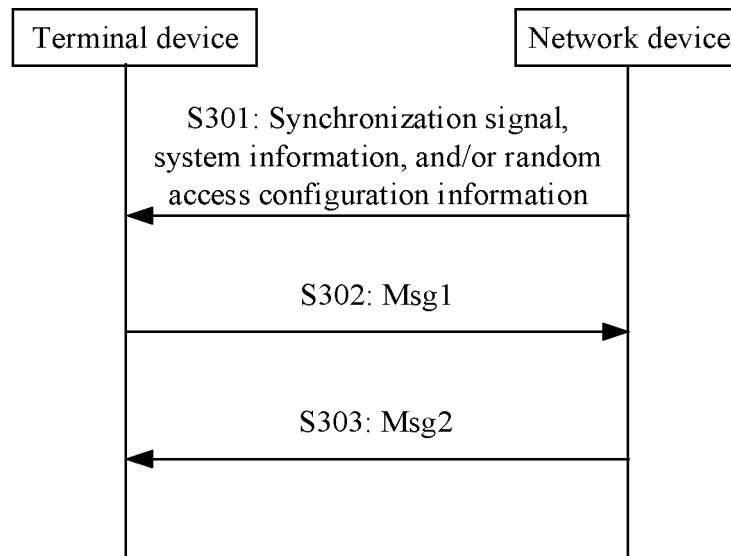 Terminal device
Network device
S301: Synchronization signal,
system information, and/or random
access configuration information
S302: Msg1
S303: Msg2